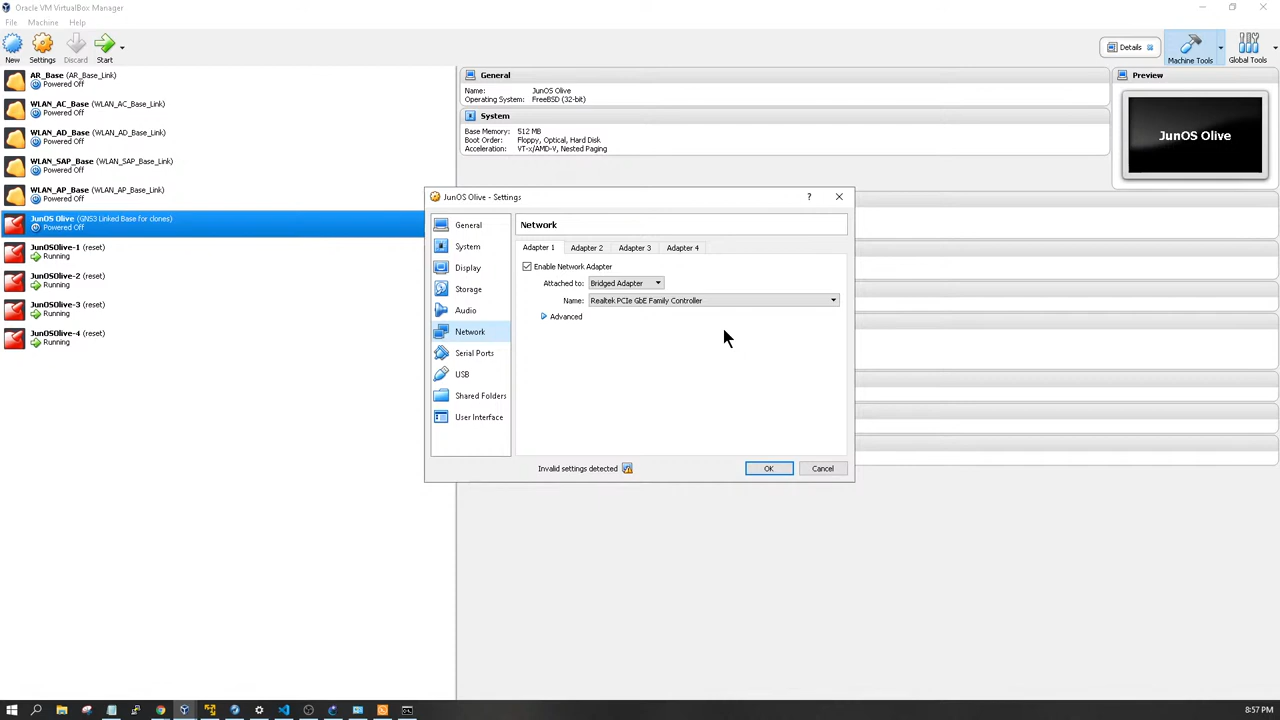 Oracle VM VirtualBox Manager
File Machine Help
New Settings Discard Start
Details Machine Tools Global Tools
AR_Base (AR_Base_Link)
Powered Off
WLAN_AC_Base (WLAN_AC_Base_Link)
Powered Off
WLAN_AD_Base (WLAN_AD_Base_Link)
Powered Off
WLAN_SAP_Base (WLAN_SAP_Base_Link)
Powered Off
WLAN_AP_Base (WLAN_AP_Base_Link)
Powered Off
JunOS Olive (GNS3 Linked Base for clones)
Powered Off
JunOSOlive-1 (reset)
Running
JunOSOlive-2 (reset)
Running
JunOSOlive-3 (reset)
Running
JunOSOlive-4 (reset)
Running
General
Name: JunOS Olive
Operating System: FreeBSD (32-bit)
System
Base Memory: 512 MB
Boot Order: Floppy, Optical, Hard Disk
Acceleration: VT-x/AMD-V, Nested Paging
Preview
JunOS Olive
JunOS Olive - Settings
?
General
System
Display
Storage
Audio
Network
Serial Ports
USB
Shared Folders
User Interface
Network
Adapter 1 Adapter 2 Adapter 3 Adapter 4
Enable Network Adapter
Attached to: Bridged Adapter
Name: Realtek PCIe GbE Family Controller
Advanced
Invalid settings detected
OK Cancel
8:57 PM